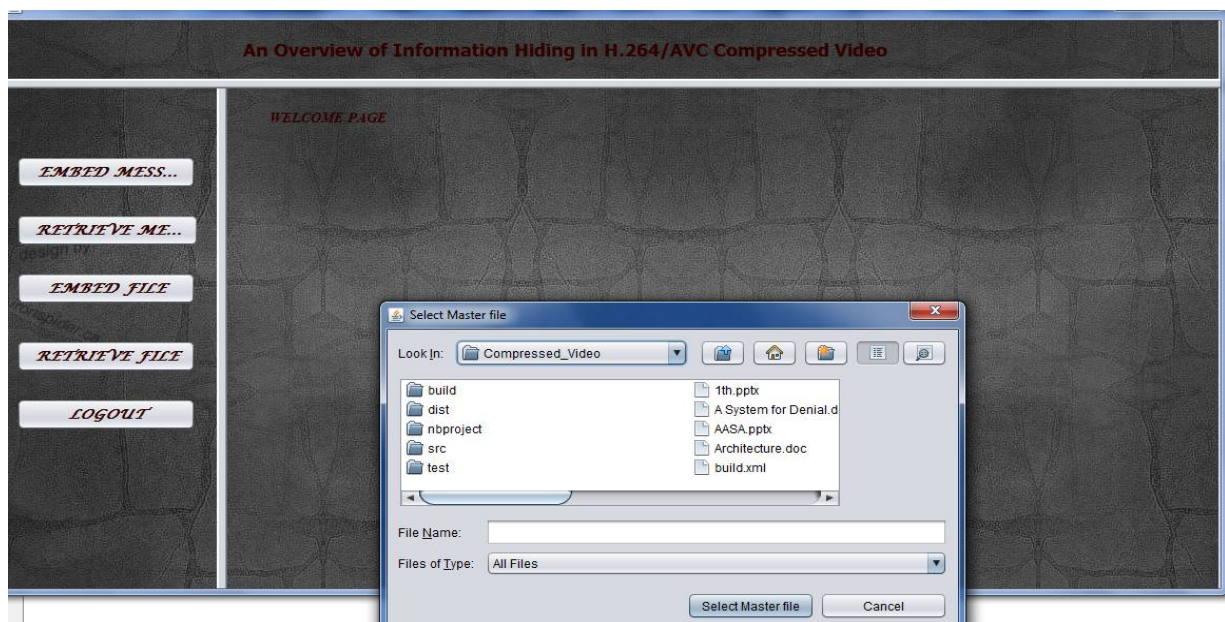 An Overview of Information Hiding in H.264/AVC Compressed Video
WELCOME PAGE
EMBED MESS...
RETRIEVE ME...
design by
EMBED FILE
RETRIEVE FILE
LOGOUT
Select Master file
Look In: Compressed_Video
build
dist
nbproject
src
test
1th.pptx
A System for Denial.d
AASA.pptx
Architecture.doc
build.xml
File Name:
Files of Type: All Files
Select Master file Cancel